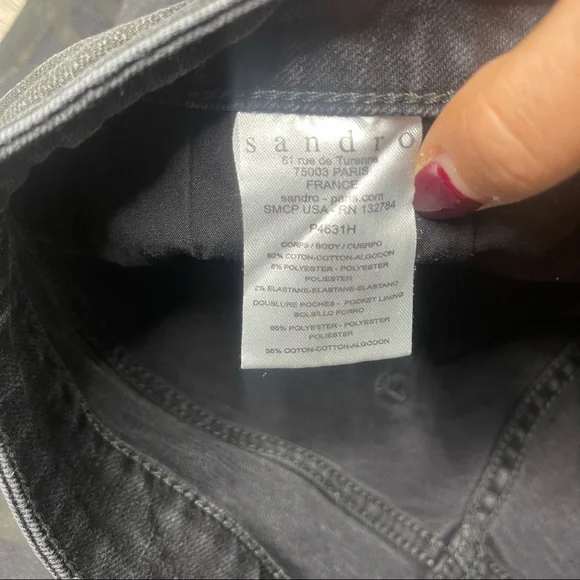 sandro
61 rue de Turenne
75003 PARIS
FRANCE
sandro - paris.com
SMCP USA - RN 132784
P4631H
CORPS / BODY / CUERPO
92% COTON-COTTON-ALGODON
6% POLYESTER - POLYESTER
POLIESTER
2% ELASTANE-ELASTANE-ELASTANO
DOUBLURE POCHES - POCKET LINING
BOLSILLO FORRO
65% POLYESTER - POLYESTER
POLIESTER
35% COTON-COTTON-ALGODON